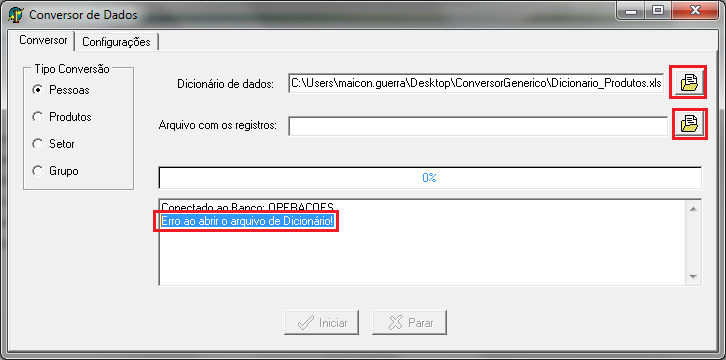 Conversor de Dados
Conversor
Configurações
Tipo Conversão
Pessoas
Produtos
Setor
Grupo
Dicionário de dados:
C:\Users\maicon.guerra\Desktop\ConversorGenerico\Dicionario_Produtos.xls
Arquivo com os registros:
0%
Conectado ao Banco: OPERACOES
Erro ao abrir o arquivo de Dicionário!
Iniciar
Parar